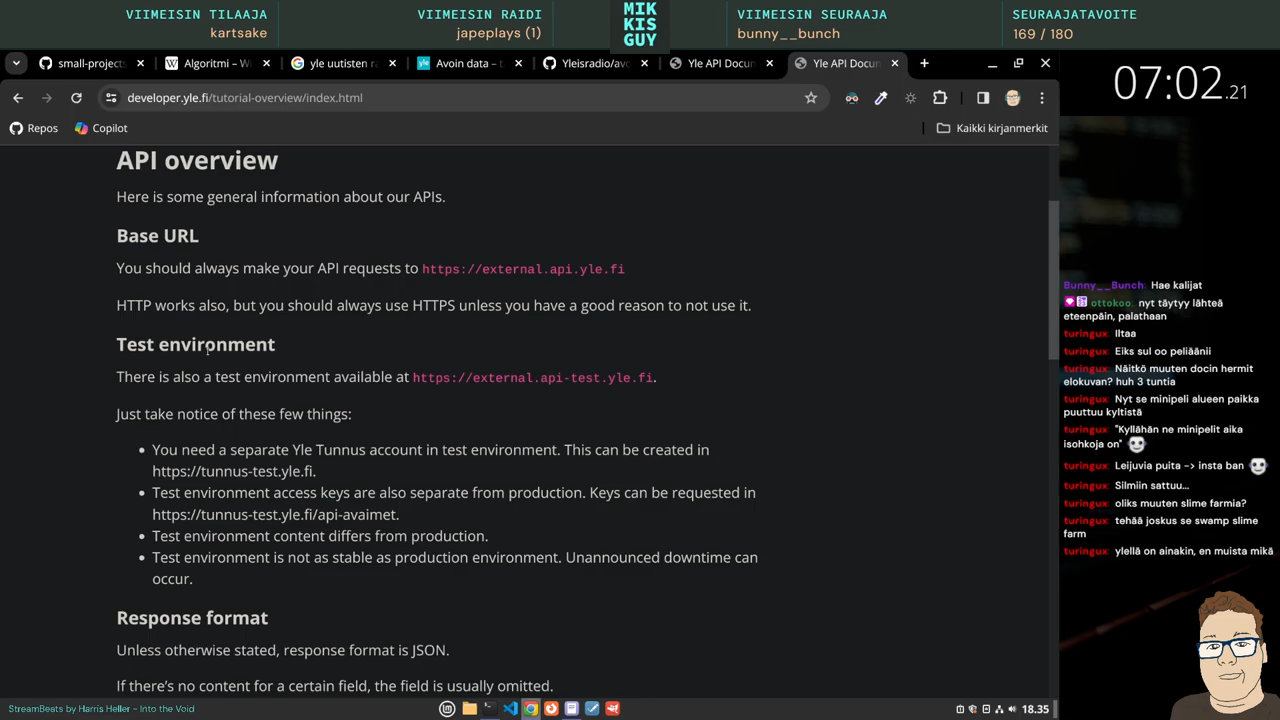 VIIMEISIN TILAAJA
kartsake
VIIMEISIN RAIDI
japeplays (1)
MIK
KIS
GUY
VIIMEISIN SEURAAJA
bunny__bunch
SEURAAJATAVOITE
169 / 180
small-projects
Algoritmi – W
yle uutisten ra
Avoin data – t
Yleisradio/avo
Yle API Docum
Yle API Docum
07:02.21
developer.yle.fi/tutorial-overview/index.html
Repos
Copilot
Kaikki kirjanmerkit
API overview
Here is some general information about our APIs.
Base URL
You should always make your API requests to https://external.api.yle.fi
HTTP works also, but you should always use HTTPS unless you have a good reason to not use it.
Test environment
There is also a test environment available at https://external.api-test.yle.fi.
Just take notice of these few things:
• You need a separate Yle Tunnus account in test environment. This can be created in
https://tunnus-test.yle.fi.
• Test environment access keys are also separate from production. Keys can be requested in
https://tunnus-test.yle.fi/api-avaimet.
• Test environment content differs from production.
• Test environment is not as stable as production environment. Unannounced downtime can
occur.
Response format
Unless otherwise stated, response format is JSON.
If there's no content for a certain field, the field is usually omitted.
Bunny__Bunch: Hae kalijat
ottokoo: nyt täytyy lähteä
eteenpäin, palathaan
turingux: Iltaa
turingux: Eiks sul oo peliäänii
turingux: Näitkö muuten docin hermit
elokuvan? huh 3 tuntia
turingux: Nyt se minipeli alueen paikka
puuttuu kyltistä
turingux: "Kyllähän ne minipelit aika
isohkoja on"
turingux: Leijuvia puita -> insta ban
turingux: Silmiin sattuu...
turingux: oliks muuten slime farmia?
turingux: tehää joskus se swamp slime
farm
turingux: ylellä on ainakin, en muista mikä
StreamBeats by Harris Heller – Into the Void
18.35